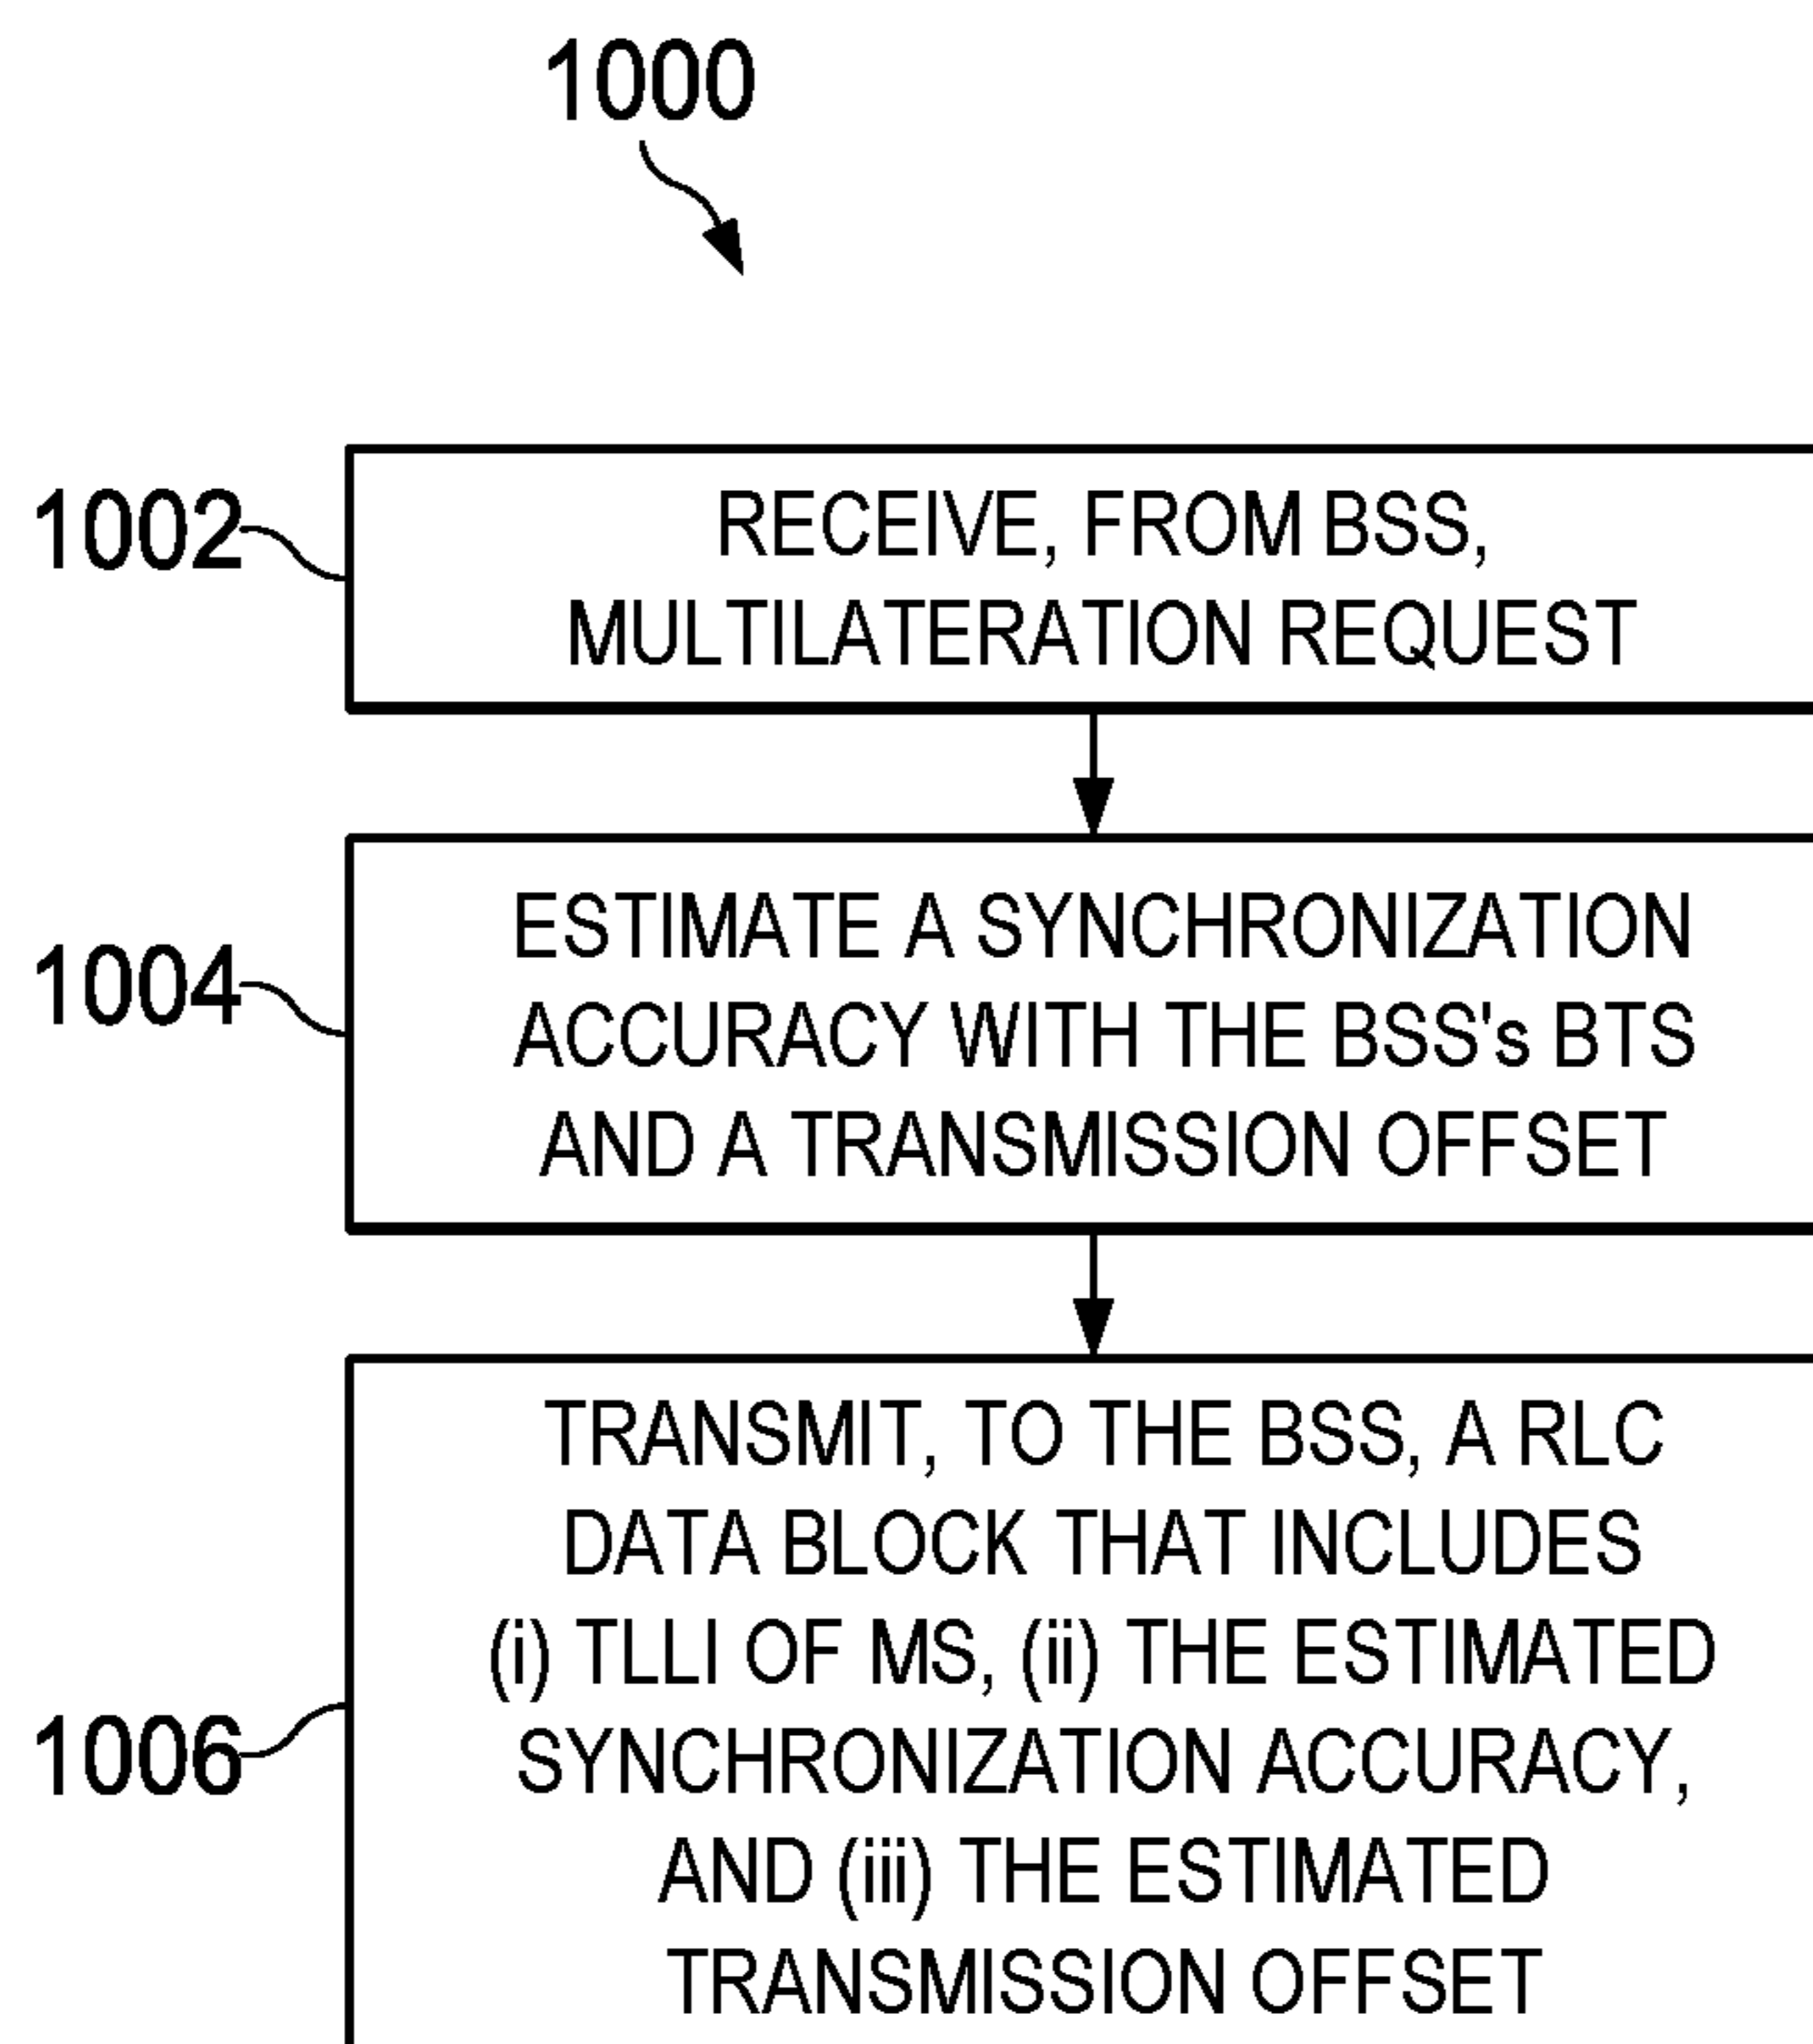 1000
1002
RECEIVE, FROM BSS,
MULTILATERATION REQUEST
1004
ESTIMATE A SYNCHRONIZATION
ACCURACY WITH THE BSS's BTS
AND A TRANSMISSION OFFSET
1006
TRANSMIT, TO THE BSS, A RLC
DATA BLOCK THAT INCLUDES
(i) TLLI OF MS, (ii) THE ESTIMATED
SYNCHRONIZATION ACCURACY,
AND (iii) THE ESTIMATED
TRANSMISSION OFFSET